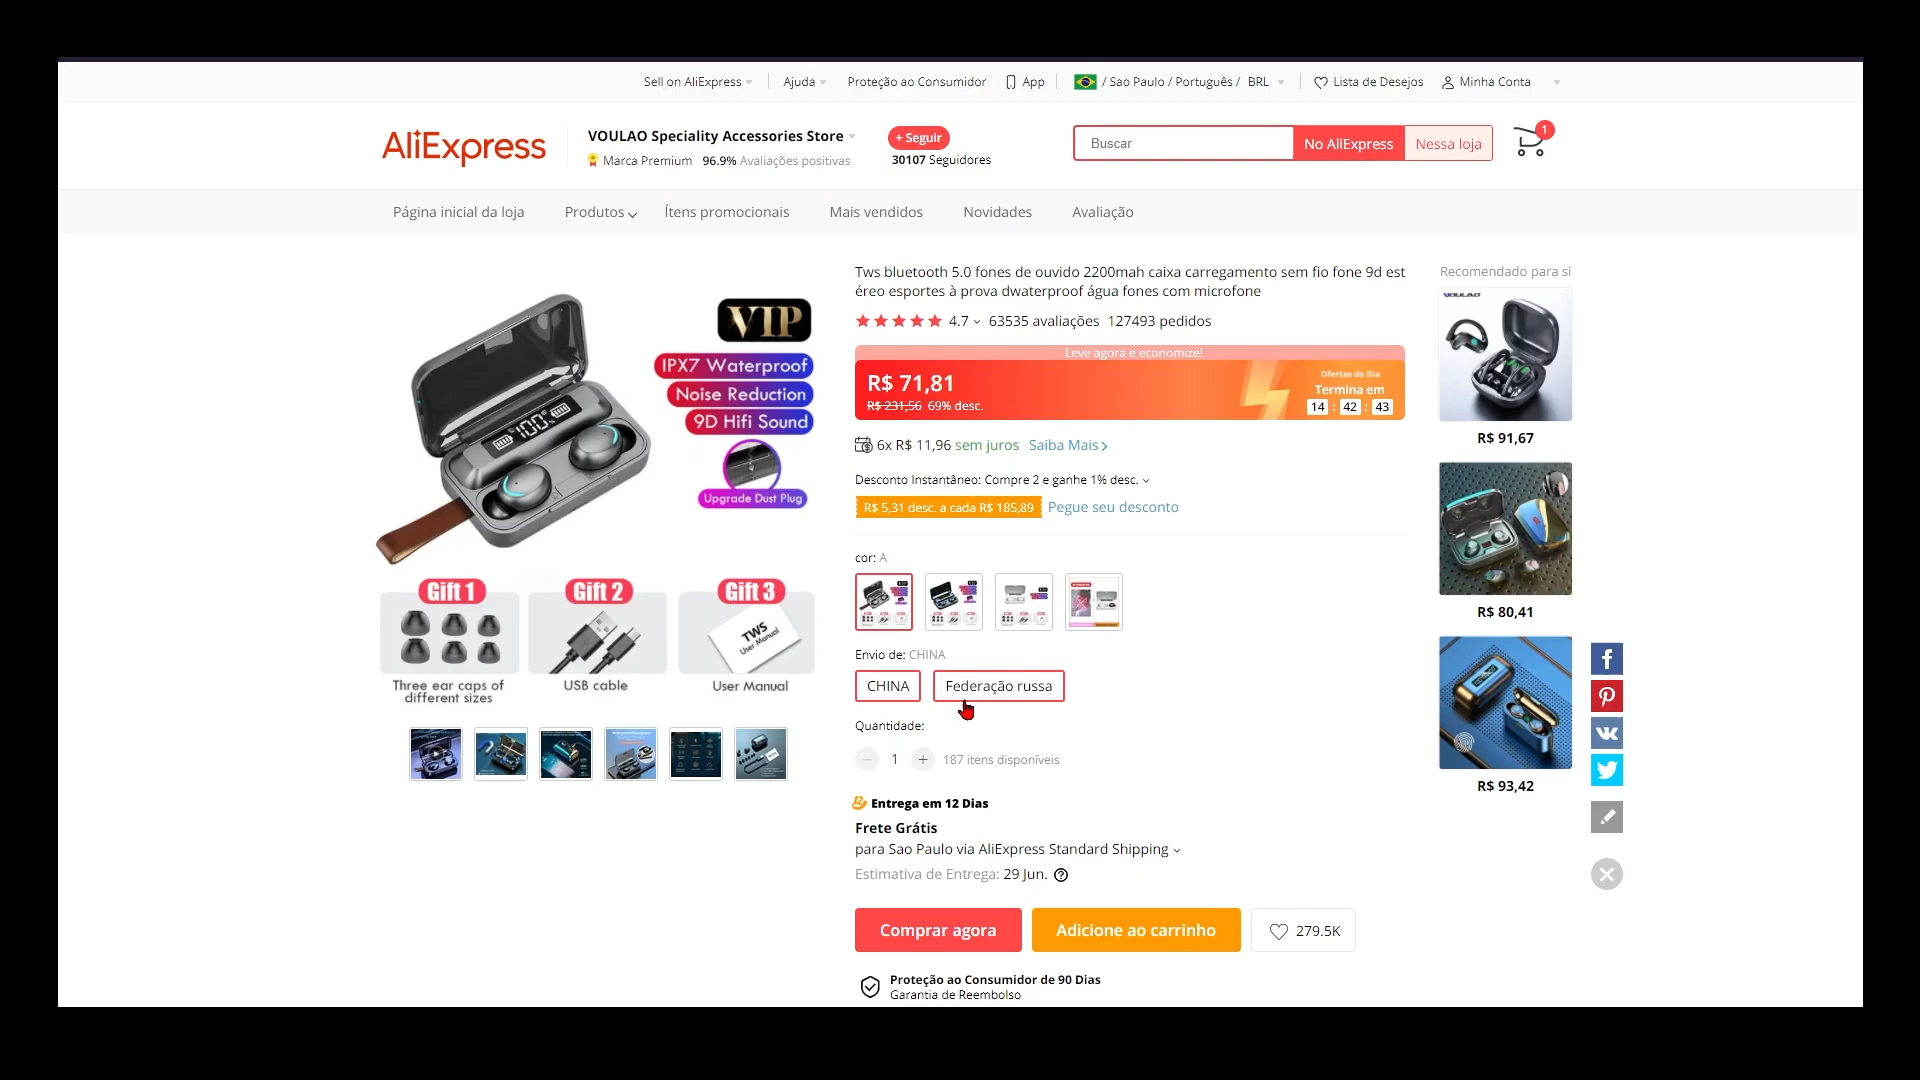 Sell on AliExpress
Ajuda
Proteção ao Consumidor
App
/ Sao Paulo / Português / BRL
Lista de Desejos
Minha Conta
AliExpress
VOULAO Speciality Accessories Store
Marca Premium 96.9% Avaliações positivas
+ Seguir
30107 Seguidores
Buscar
No AliExpress
Nessa loja
1
Página inicial da loja
Produtos
Ítens promocionais
Mais vendidos
Novidades
Avaliação
VIP
IPX7 Waterproof
Noise Reduction
9D Hifi Sound
Upgrade Dust Plug
100%
Gift 1
Gift 2
Gift 3
TWS
User Manual
Three ear caps of
different sizes
USB cable
User Manual
Tws bluetooth 5.0 fones de ouvido 2200mah caixa carregamento sem fio fone 9d est
éreo esportes à prova dwaterproof água fones com microfone
4.7 63535 avaliações 127493 pedidos
Leve agora e economize!
R$ 71,81
R$ 231,56 69% desc.
Ofertas do Dia
Termina em
14 : 42 : 43
6x R$ 11,96 sem juros Saiba Mais
Desconto Instantâneo: Compre 2 e ganhe 1% desc.
R$ 5,31 desc. a cada R$ 185,89 Pegue seu desconto
cor: A
Envio de: CHINA
CHINA
Federação russa
Quantidade:
1
187 itens disponíveis
Entrega em 12 Dias
Frete Grátis
para Sao Paulo via AliExpress Standard Shipping
Estimativa de Entrega: 29 Jun.
Comprar agora
Adicione ao carrinho
279.5K
Proteção ao Consumidor de 90 Dias
Garantia de Reembolso
Recomendado para si
VOULAO
R$ 91,67
R$ 80,41
R$ 93,42